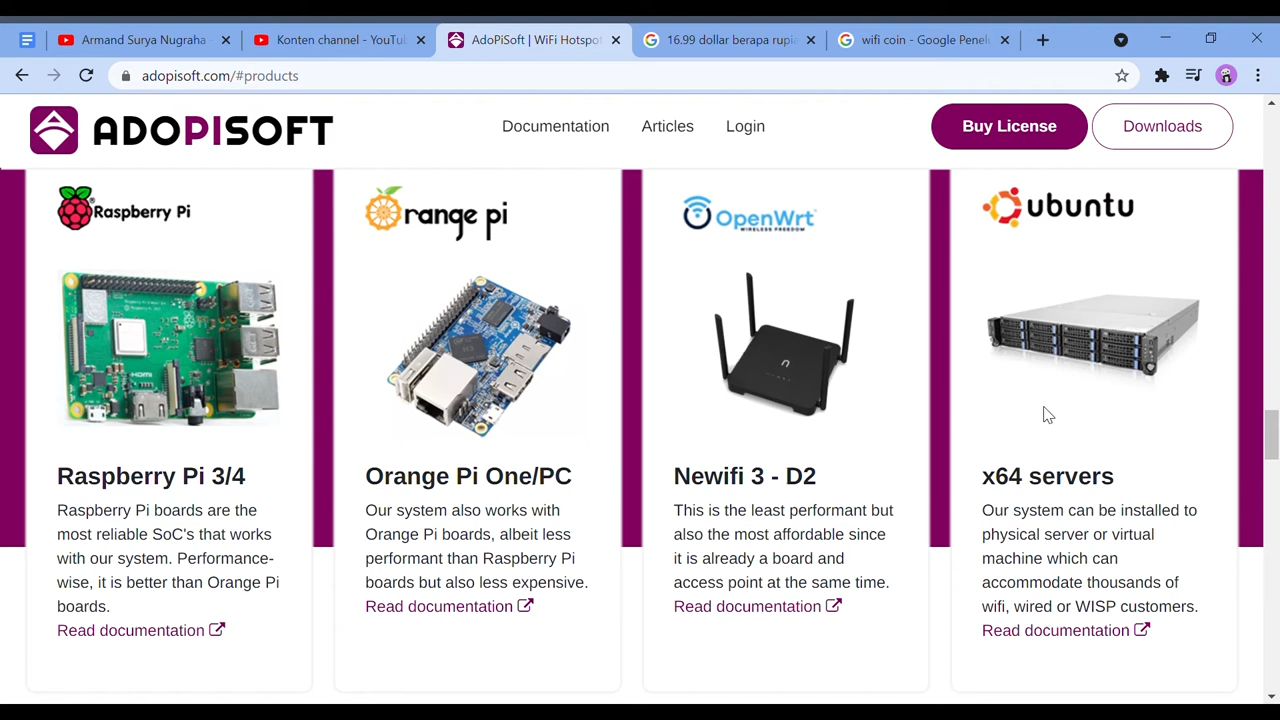 Armand Surya Nugraha -
Konten channel - YouTu
AdoPiSoft | WiFi Hotspot
16.99 dollar berapa rupia
wifi coin - Google Penelu
adopisoft.com/#products
ADOPISOFT
Documentation
Articles
Login
Buy License
Downloads
Raspberry Pi
HDMI
Raspberry Pi 3/4
Raspberry Pi boards are the
most reliable SoC's that works
with our system. Performance-
wise, it is better than Orange Pi
boards.
Read documentation
range pi
H3
Orange Pi One/PC
Our system also works with
Orange Pi boards, albeit less
performant than Raspberry Pi
boards but also less expensive.
Read documentation
OpenWrt
WIRELESS FREEDOM
Newifi 3 - D2
This is the least performant but
also the most affordable since
it is already a board and
access point at the same time.
Read documentation
ubuntu
x64 servers
Our system can be installed to
physical server or virtual
machine which can
accommodate thousands of
wifi, wired or WISP customers.
Read documentation